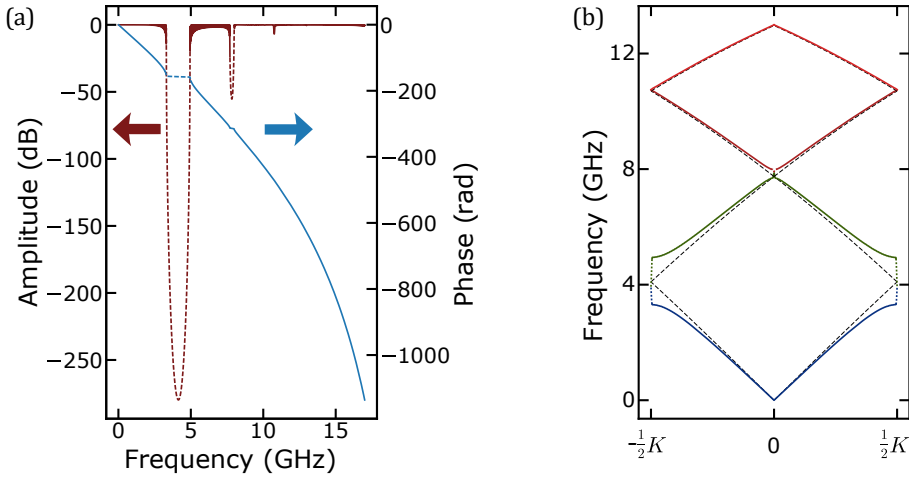 (a)
0
−50
−100
−150
−200
−250
Amplitude (dB)
0
5
10
15
Frequency (GHz)
0
−200
−400
−600
−800
−1000
Phase (rad)
(b)
12
8
4
0
Frequency (GHz)
-½K
0
½K